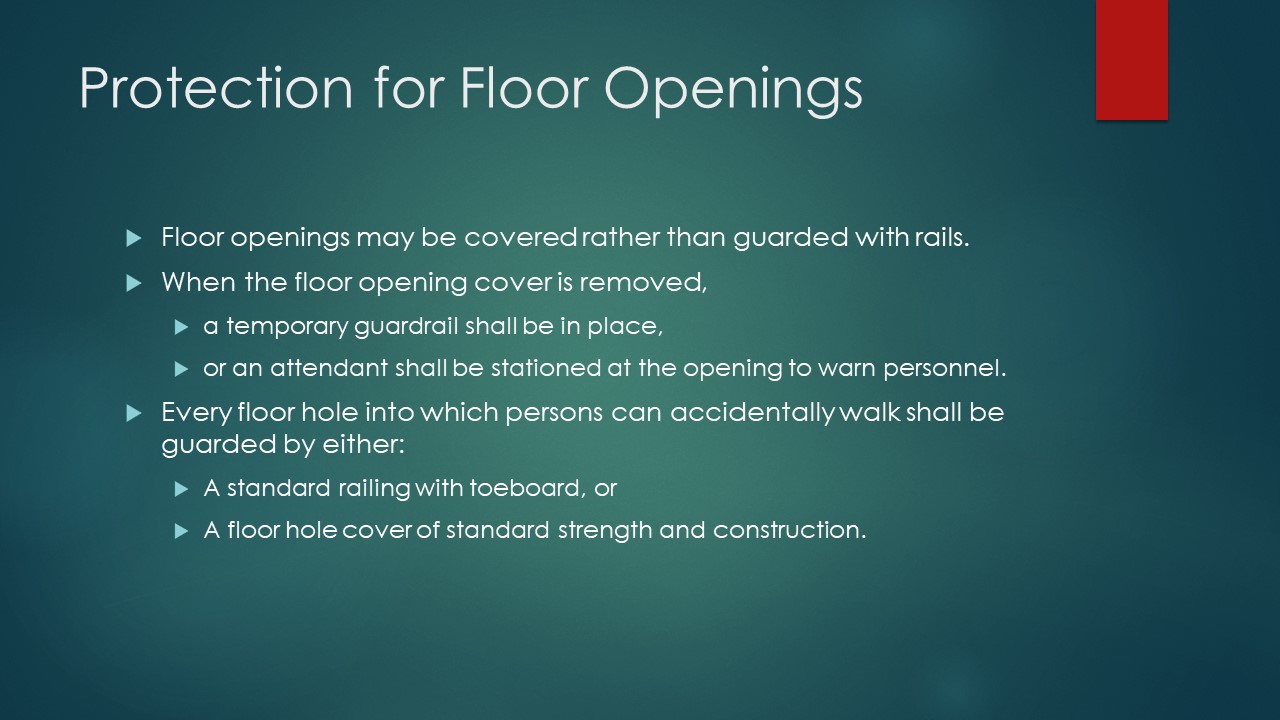 Protection for Floor Openings
Floor openings may be covered rather than guarded with rails.
When the floor opening cover is removed,
a temporary guardrail shall be in place,
or an attendant shall be stationed at the opening to warn personnel.
Every floor hole into which persons can accidentally walk shall be
guarded by either:
A standard railing with toeboard, or
A floor hole cover of standard strength and construction.